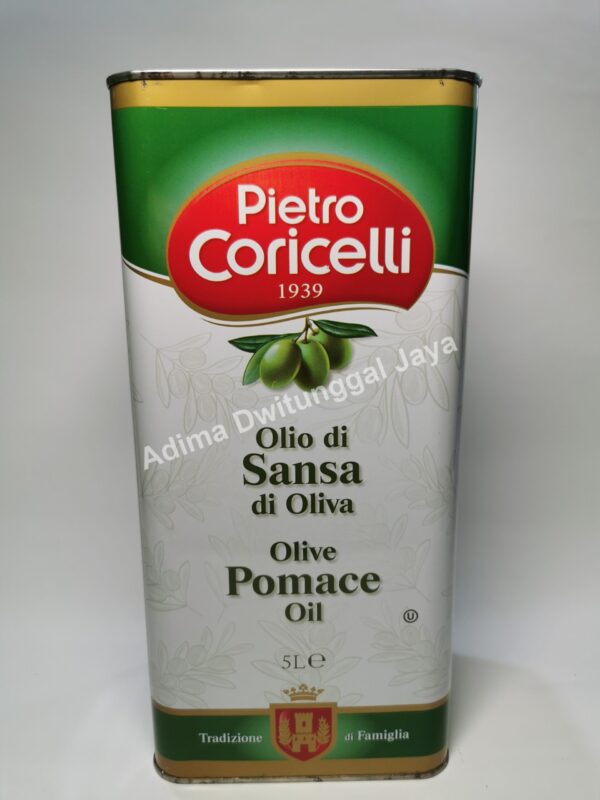 Pietro
Coricelli
1939
Adima Dwitunggal Jaya
Olio di
Sansa
di Oliva
Olive
Pomace
Oil
U
5L℮
Tradizione di Famiglia